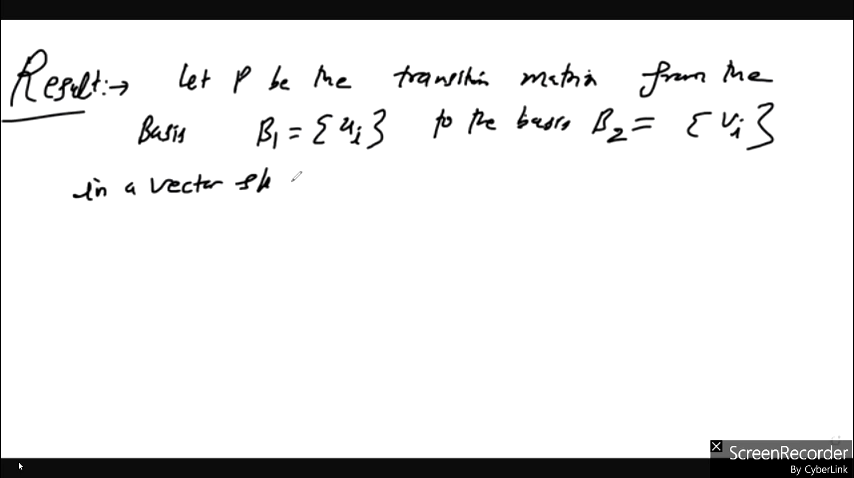 Result:→ Let P be the transition matrix from the
Basis B₁ = {uᵢ} to the basis B₂ = {vᵢ}
in a vector sp
ScreenRecorder
By CyberLink